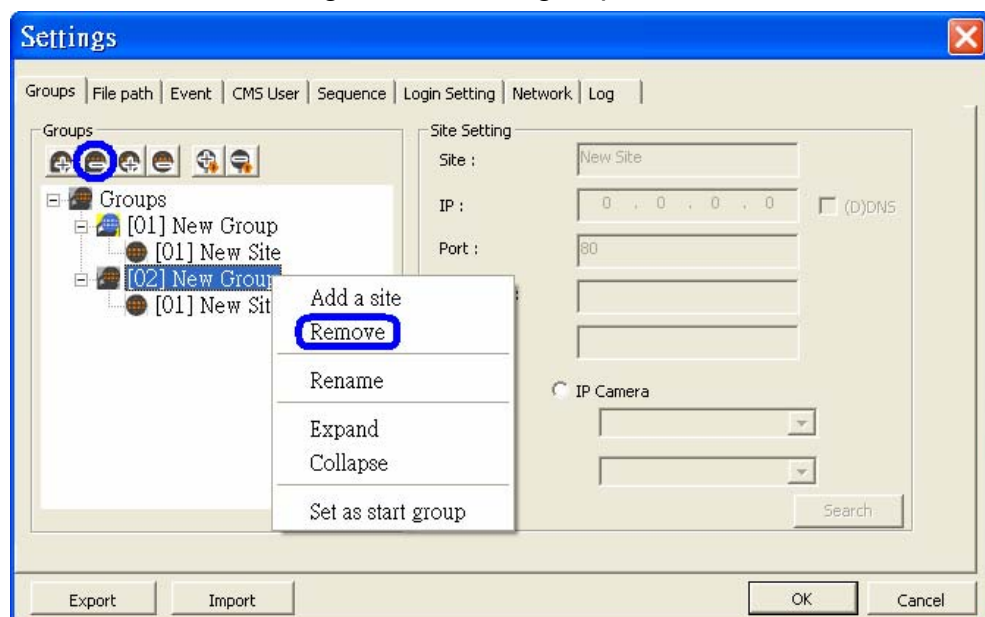 Settings
Groups File path Event CMS User Sequence Login Setting Network Log
Groups
Site Setting
Site : New Site
Groups
IP : 0 . 0 . 0 . 0 (D)DNS
[01] New Group
[01] New Site
Port : 80
[02] New Group
[01] New Sit
:
Add a site
Remove
Rename
Expand
Collapse
Set as start group
IP Camera
Search
Export Import OK Cancel